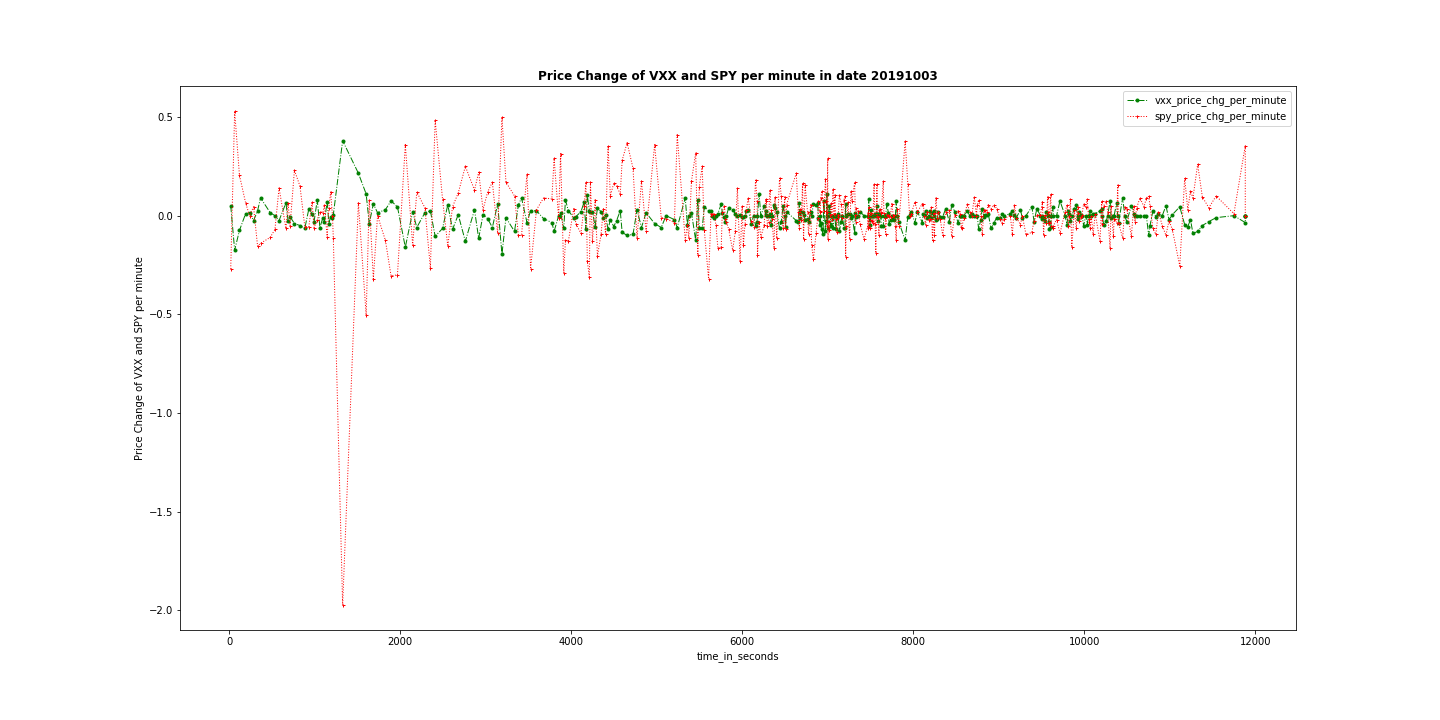 Price Change of VXX and SPY per minute in date 20191003
vxx_price_chg_per_minute
spy_price_chg_per_minute
Price Change of VXX and SPY per minute
0.5
0.0
−0.5
−1.0
−1.5
−2.0
0 2000 4000 6000 8000 10000 12000
time_in_seconds